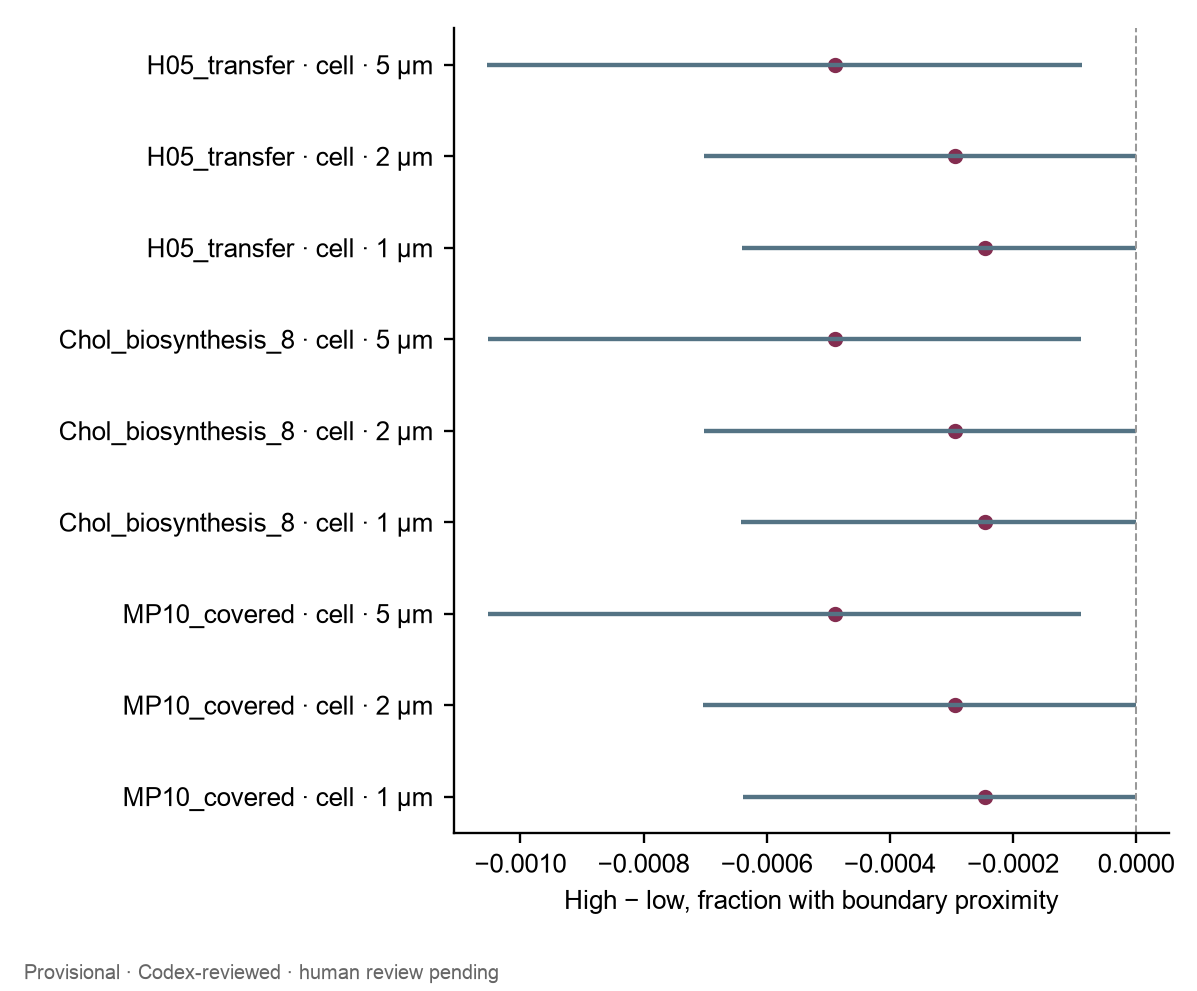 H05_transfer · cell · 5 µm
H05_transfer · cell · 2 µm
H05_transfer · cell · 1 µm
Chol_biosynthesis_8 · cell · 5 µm
Chol_biosynthesis_8 · cell · 2 µm
Chol_biosynthesis_8 · cell · 1 µm
MP10_covered · cell · 5 µm
MP10_covered · cell · 2 µm
MP10_covered · cell · 1 µm
−0.0010 −0.0008 −0.0006 −0.0004 −0.0002 0.0000
High − low, fraction with boundary proximity
Provisional · Codex-reviewed · human review pending